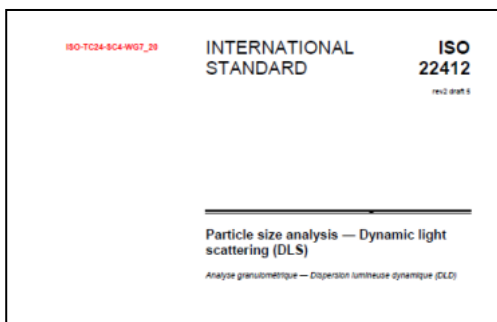 ISO-TC24-SC4-WG7_20
INTERNATIONAL
STANDARD
ISO
22412
rev2 draft 5
Particle size analysis — Dynamic light
scattering (DLS)
Analyse granulométrique — Dispersion lumineuse dynamique (DLD)